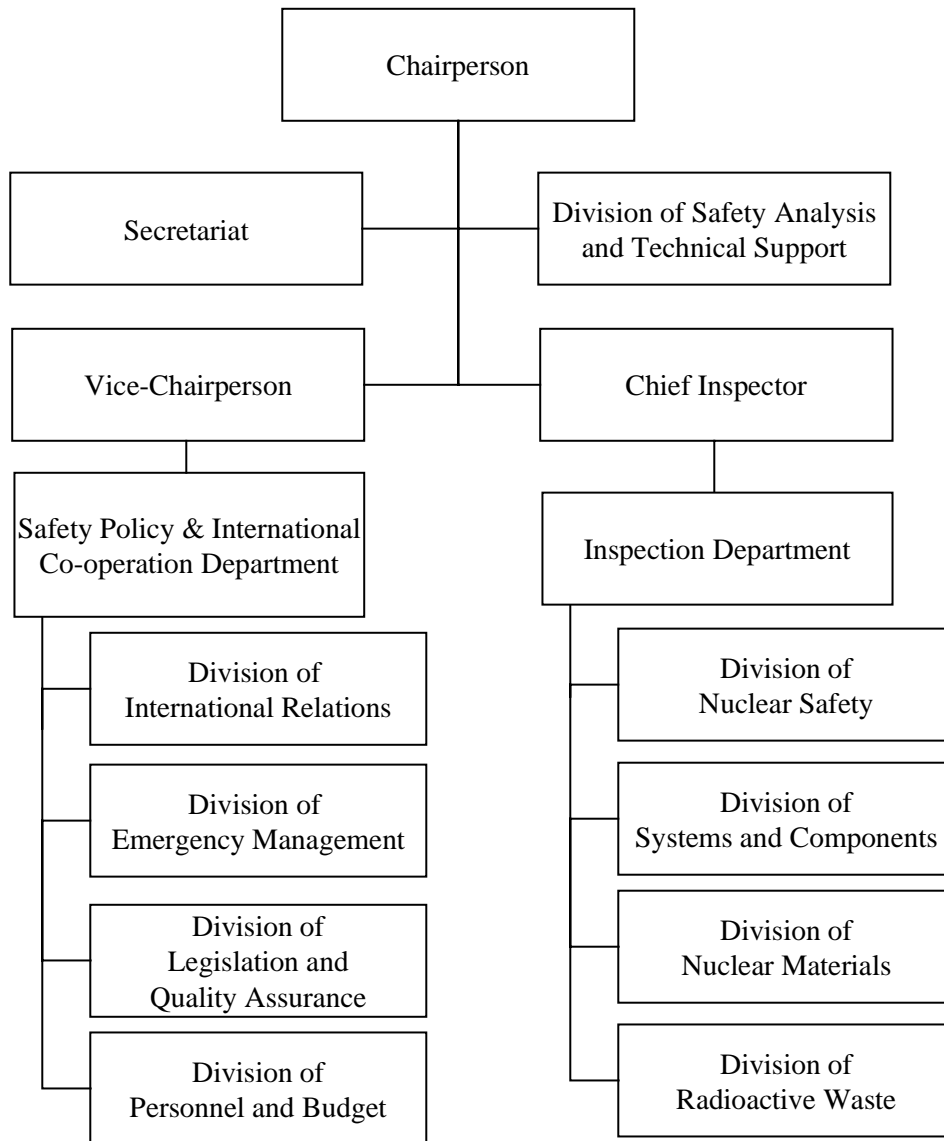 Chairperson
Secretariat
Division of Safety Analysis
and Technical Support
Vice-Chairperson
Chief Inspector
Safety Policy & International
Co-operation Department
Inspection Department
Division of
International Relations
Division of
Emergency Management
Division of
Legislation and
Quality Assurance
Division of
Personnel and Budget
Division of
Nuclear Safety
Division of
Systems and Components
Division of
Nuclear Materials
Division of
Radioactive Waste